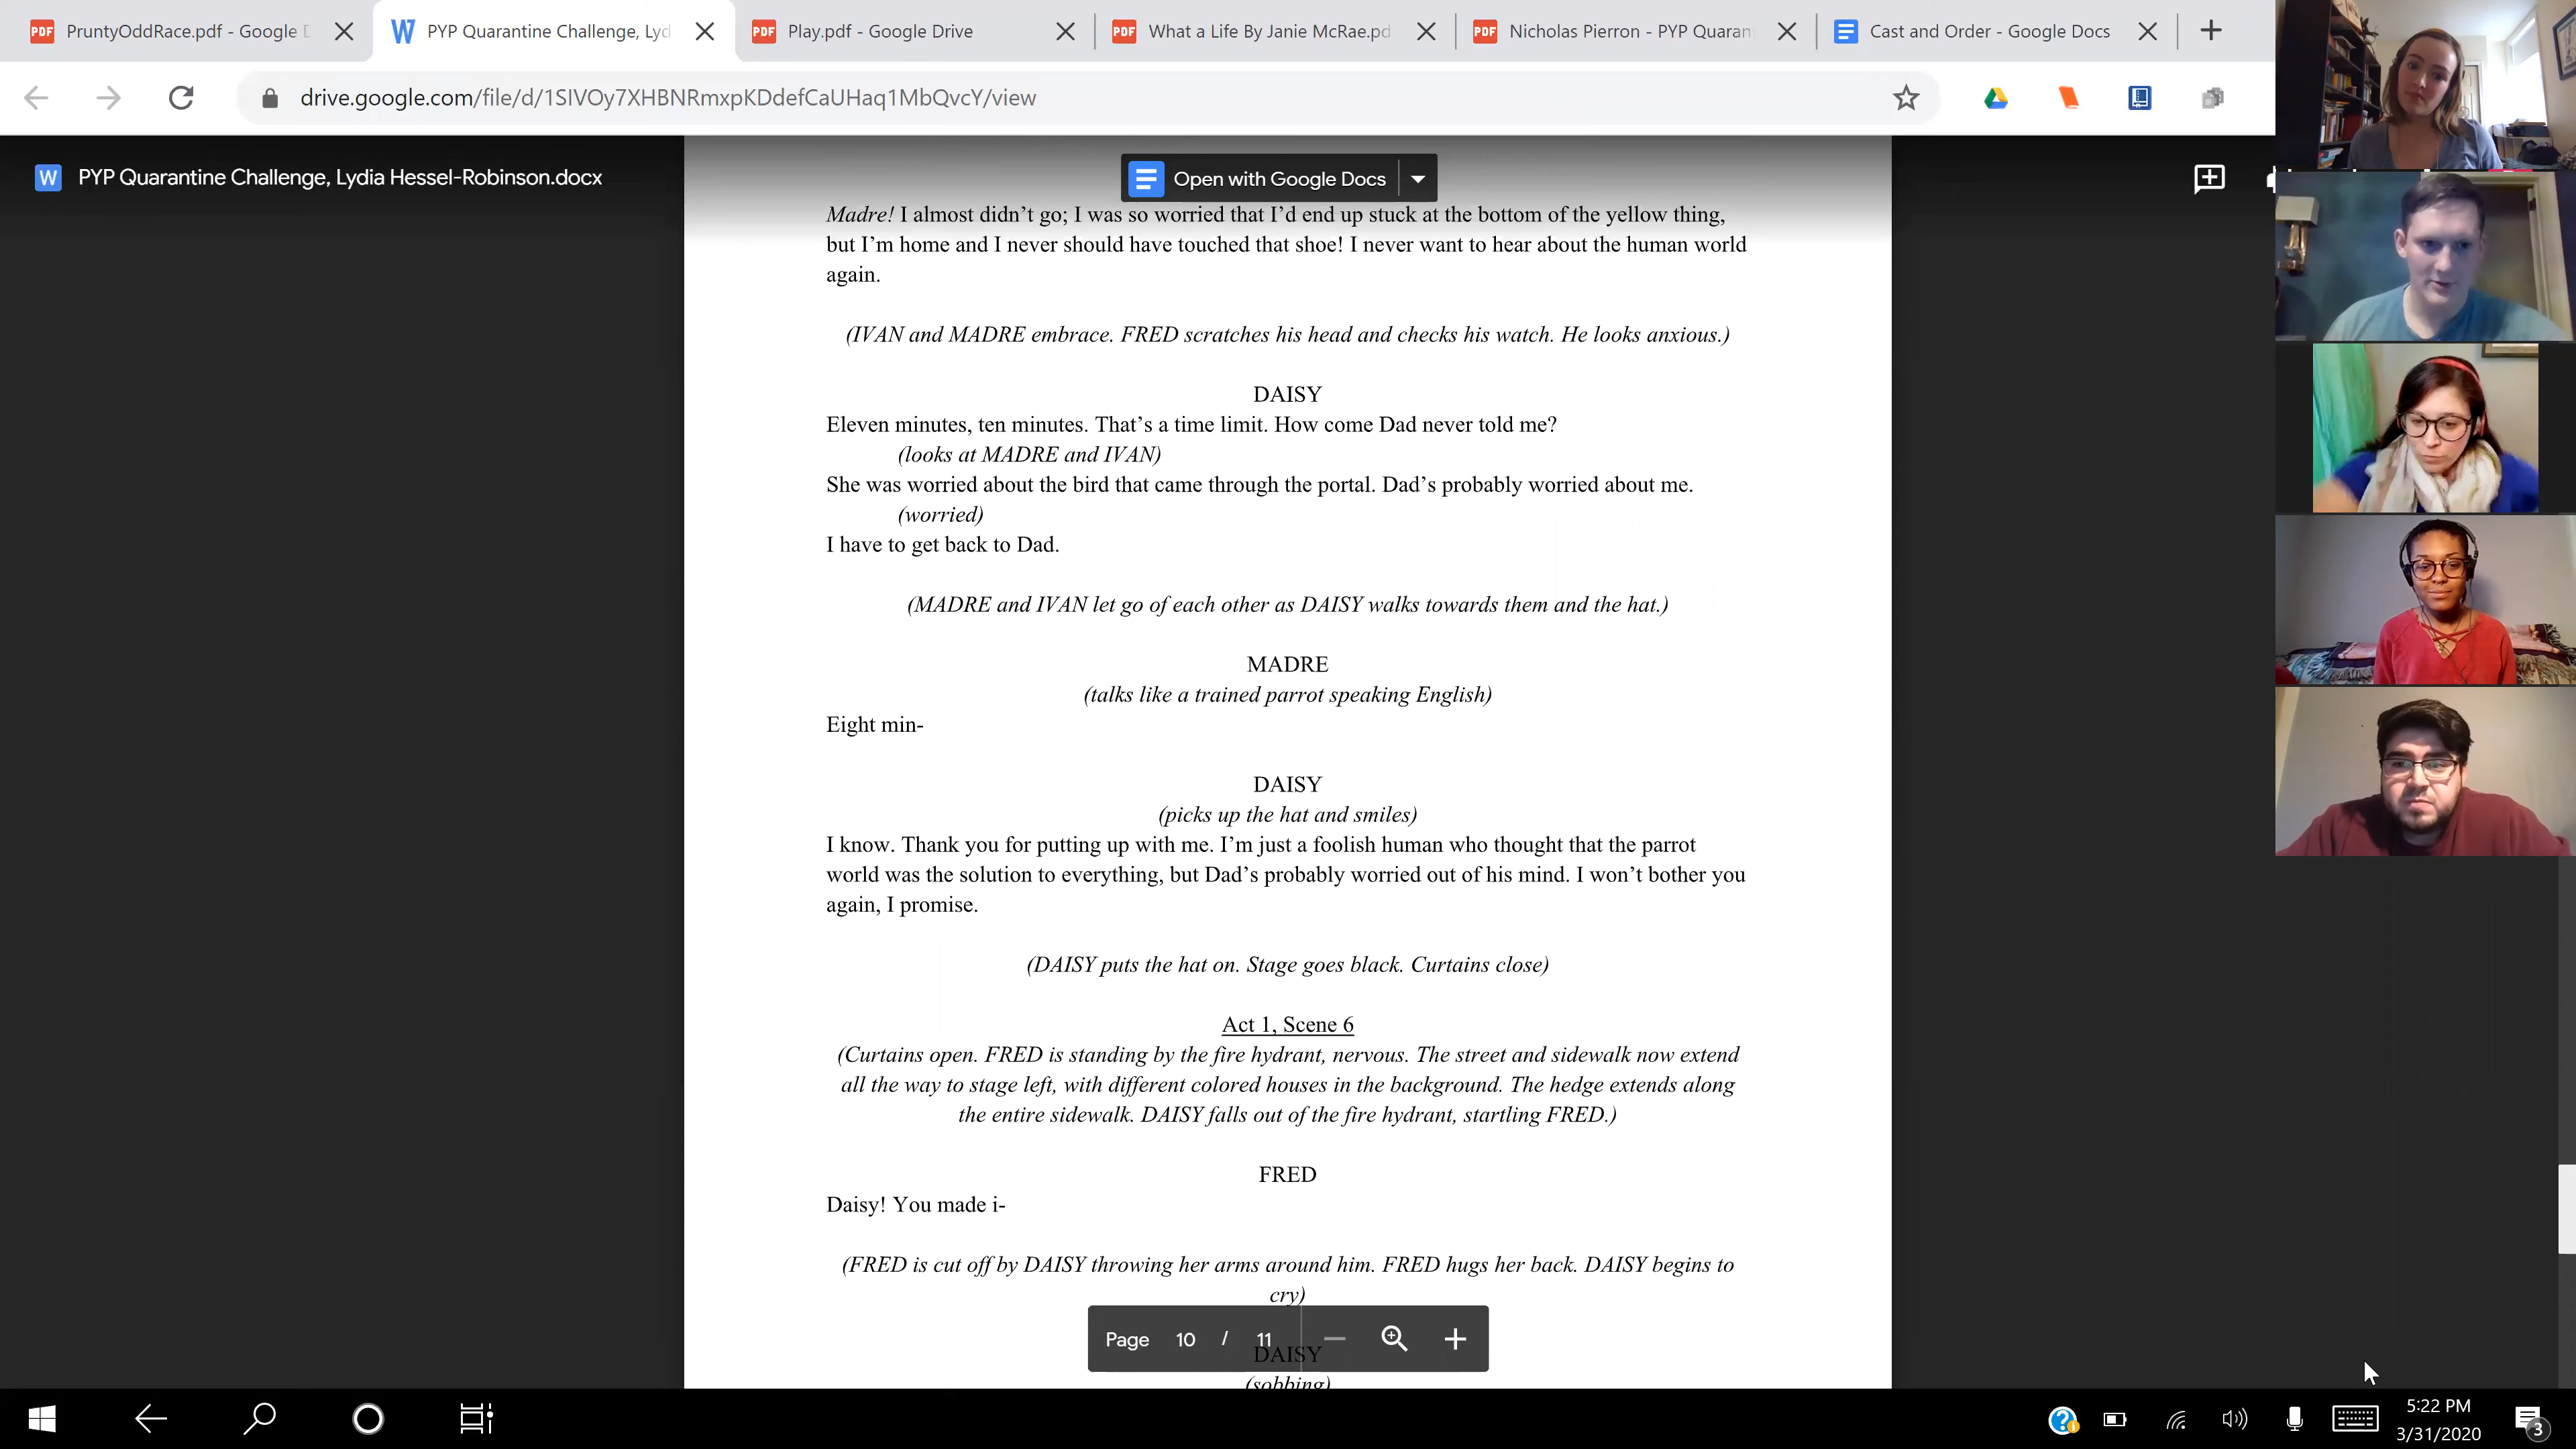 PruntyOddRace.pdf - Google D
PYP Quarantine Challenge, Lyd
Play.pdf - Google Drive
What a Life By Janie McRae.pd
Nicholas Pierron - PYP Quaran
Cast and Order - Google Docs
drive.google.com/file/d/1SIVOy7XHBNRmxpKDdefCaUHaq1MbQvcY/view
PYP Quarantine Challenge, Lydia Hessel-Robinson.docx
Open with Google Docs
Madre! I almost didn’t go; I was so worried that I’d end up stuck at the bottom of the yellow thing,
but I’m home and I never should have touched that shoe! I never want to hear about the human world
again.
(IVAN and MADRE embrace. FRED scratches his head and checks his watch. He looks anxious.)
DAISY
Eleven minutes, ten minutes. That’s a time limit. How come Dad never told me?
(looks at MADRE and IVAN)
She was worried about the bird that came through the portal. Dad’s probably worried about me.
(worried)
I have to get back to Dad.
(MADRE and IVAN let go of each other as DAISY walks towards them and the hat.)
MADRE
(talks like a trained parrot speaking English)
Eight min-
DAISY
(picks up the hat and smiles)
I know. Thank you for putting up with me. I’m just a foolish human who thought that the parrot
world was the solution to everything, but Dad’s probably worried out of his mind. I won’t bother you
again, I promise.
(DAISY puts the hat on. Stage goes black. Curtains close)
Act 1, Scene 6
(Curtains open. FRED is standing by the fire hydrant, nervous. The street and sidewalk now extend
all the way to stage left, with different colored houses in the background. The hedge extends along
the entire sidewalk. DAISY falls out of the fire hydrant, startling FRED.)
FRED
Daisy! You made i-
(FRED is cut off by DAISY throwing her arms around him. FRED hugs her back. DAISY begins to
cry)
Page 10 / 11
DAISY
(sobbing)
5:22 PM
3/31/2020
3